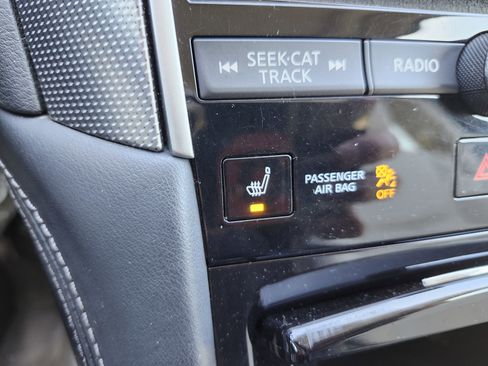 SEEK·CAT
TRACK
RADIO
PASSENGER
AIR BAG
OFF